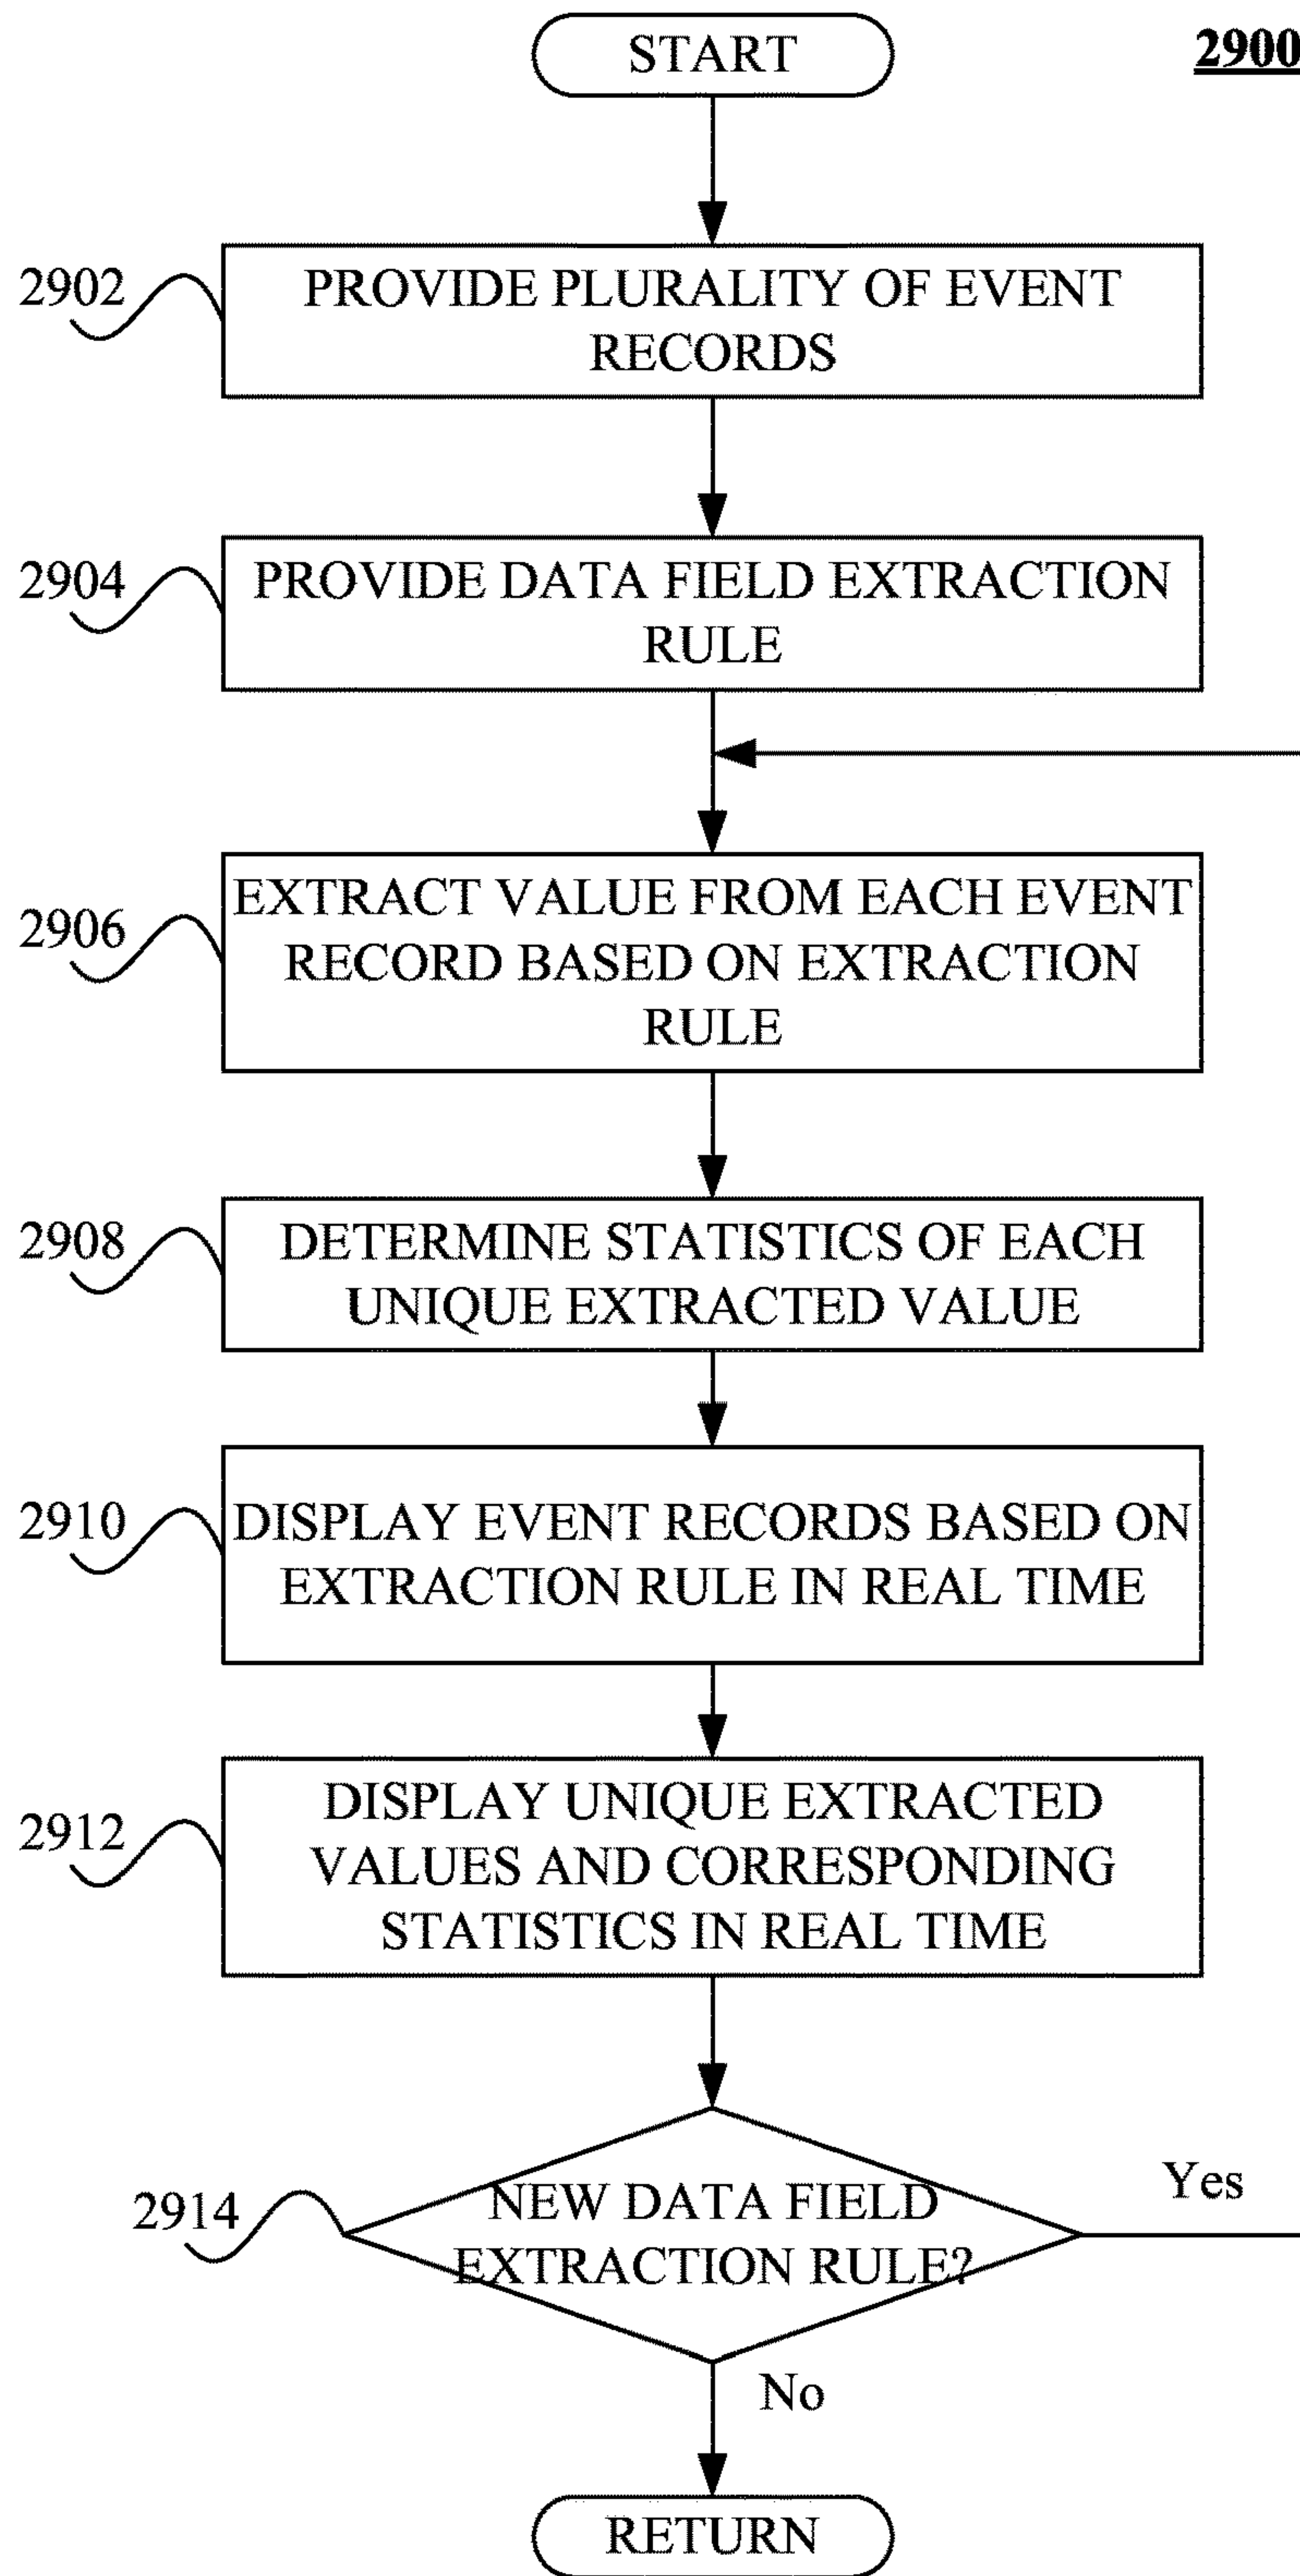 START
2900
2902
PROVIDE PLURALITY OF EVENT
RECORDS
2904
PROVIDE DATA FIELD EXTRACTION
RULE
2906
EXTRACT VALUE FROM EACH EVENT
RECORD BASED ON EXTRACTION
RULE
2908
DETERMINE STATISTICS OF EACH
UNIQUE EXTRACTED VALUE
2910
DISPLAY EVENT RECORDS BASED ON
EXTRACTION RULE IN REAL TIME
2912
DISPLAY UNIQUE EXTRACTED
VALUES AND CORRESPONDING
STATISTICS IN REAL TIME
2914
NEW DATA FIELD
EXTRACTION RULE?
Yes
No
RETURN